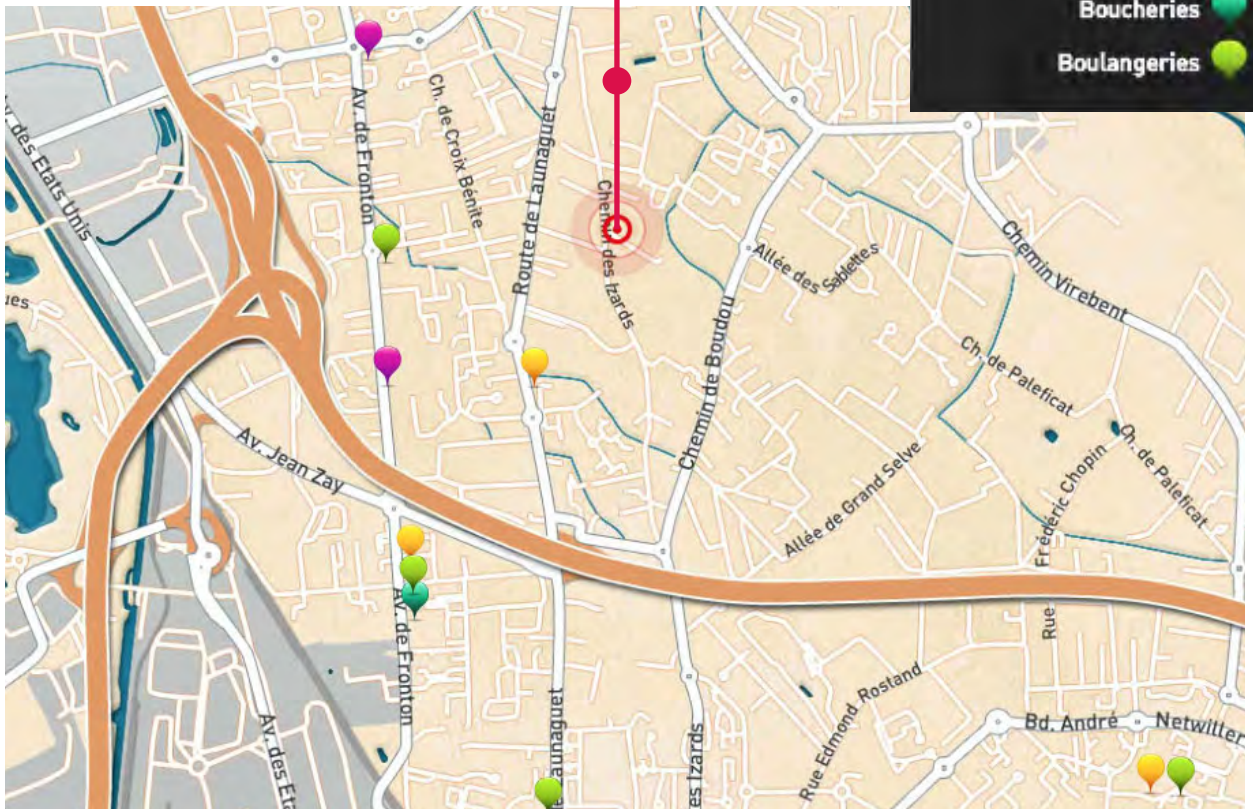 Boucheries
Boulangeries
Av. de Fronton
Ch. de Croix Bénite
Route de Launaguet
Chemin des Izards
Allée des Sablettes
Chemin Virebent
Ch. de Paleficat
Chemin de Boudou
Av. Jean Zay
Ch. de Paleficat
Frédéric Chopin
Allée de Grand Selve
Rue
Av. de Fronton
Rue Edmond Rostand
Bd. André Netwiller
Launaguet
es Izards
Av. des Eta
. des Etats Unis
ues